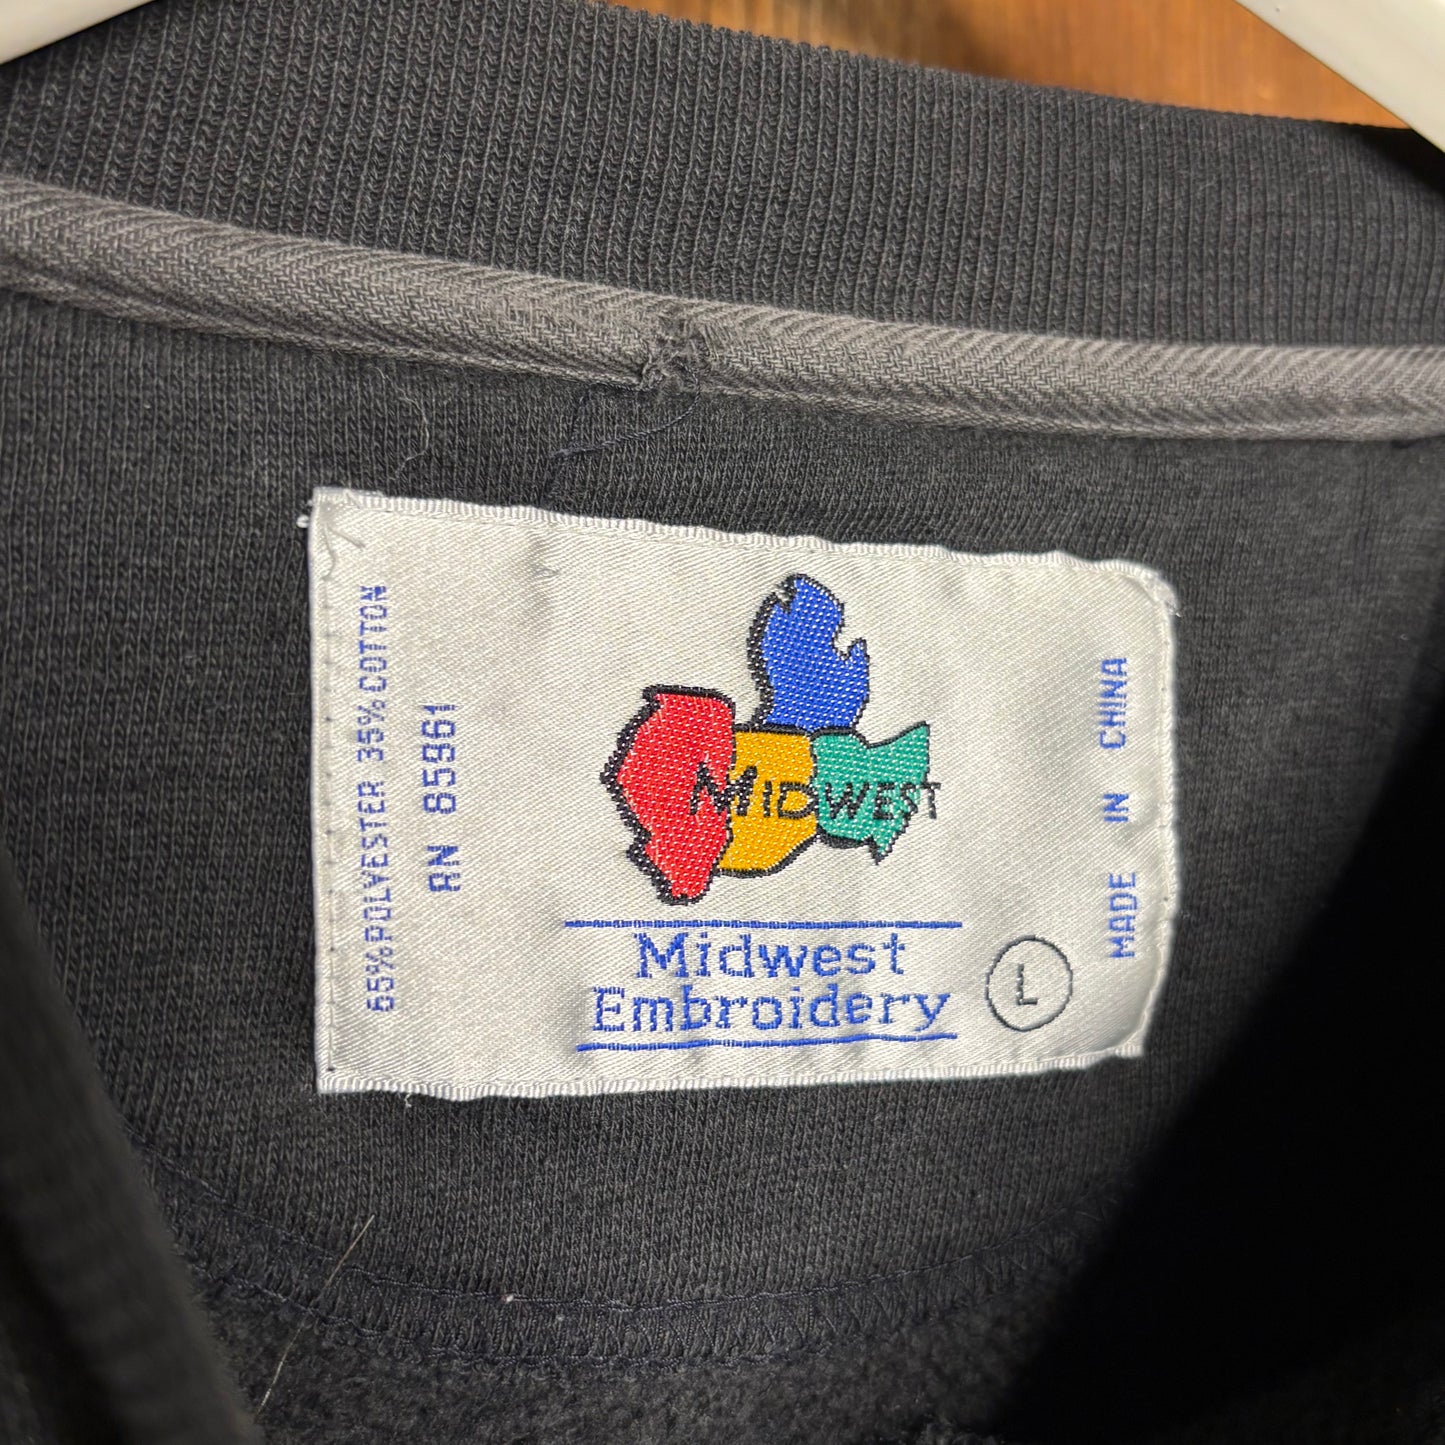 65% POLYESTER 35% COTTON
RN 85961
MIDWEST
Midwest
Embroidery
L
MADE IN CHINA